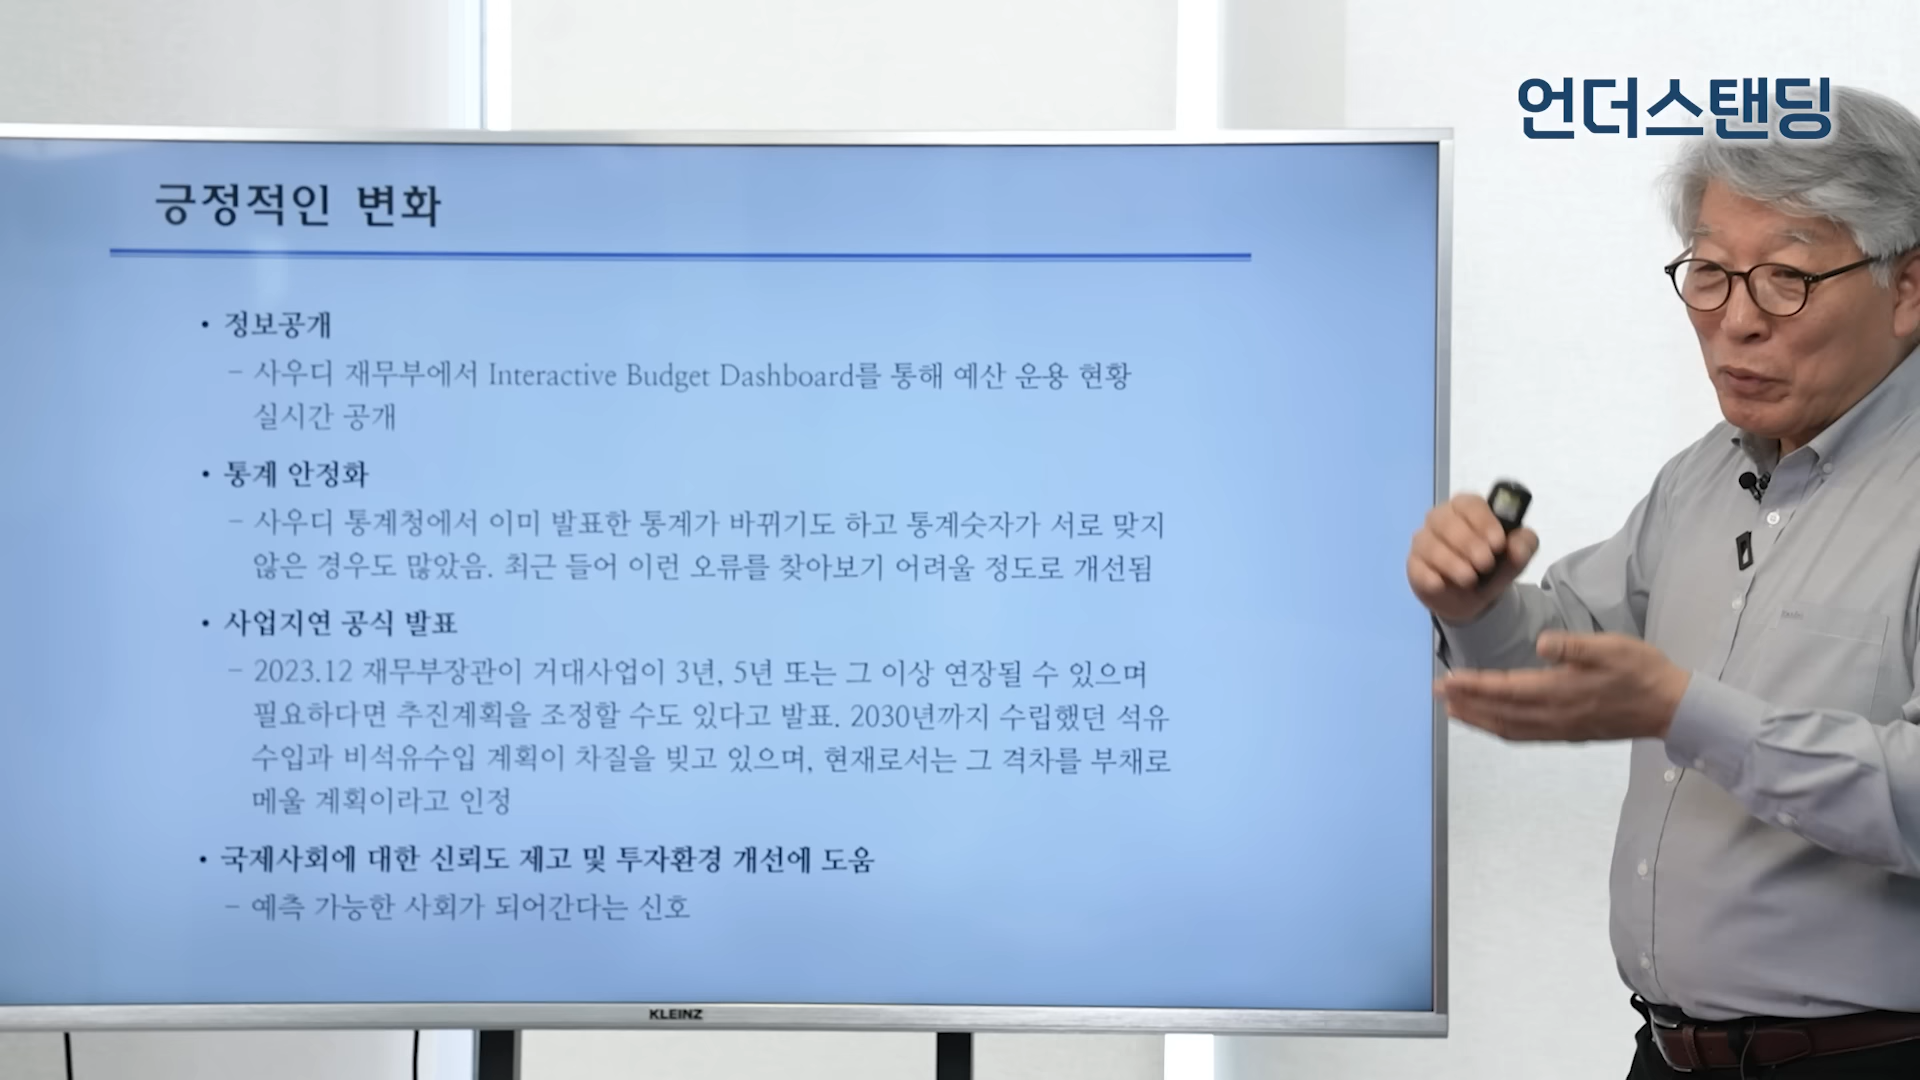 언더스탠딩
긍정적인 변화
• 정보공개
– 사우디 재무부에서 Interactive Budget Dashboard를 통해 예산 운용 현황
실시간 공개
• 통계 안정화
– 사우디 통계청에서 이미 발표한 통계가 바뀌기도 하고 통계숫자가 서로 맞지
않은 경우도 많았음. 최근 들어 이런 오류를 찾아보기 어려울 정도로 개선됨
• 사업지연 공식 발표
– 2023.12 재무부장관이 거대사업이 3년, 5년 또는 그 이상 연장될 수 있으며
필요하다면 추진계획을 조정할 수도 있다고 발표. 2030년까지 수립했던 석유
수입과 비석유수입 계획이 차질을 빚고 있으며, 현재로서는 그 격차를 부채로
메울 계획이라고 인정
• 국제사회에 대한 신뢰도 제고 및 투자환경 개선에 도움
– 예측 가능한 사회가 되어간다는 신호
KLEINZ